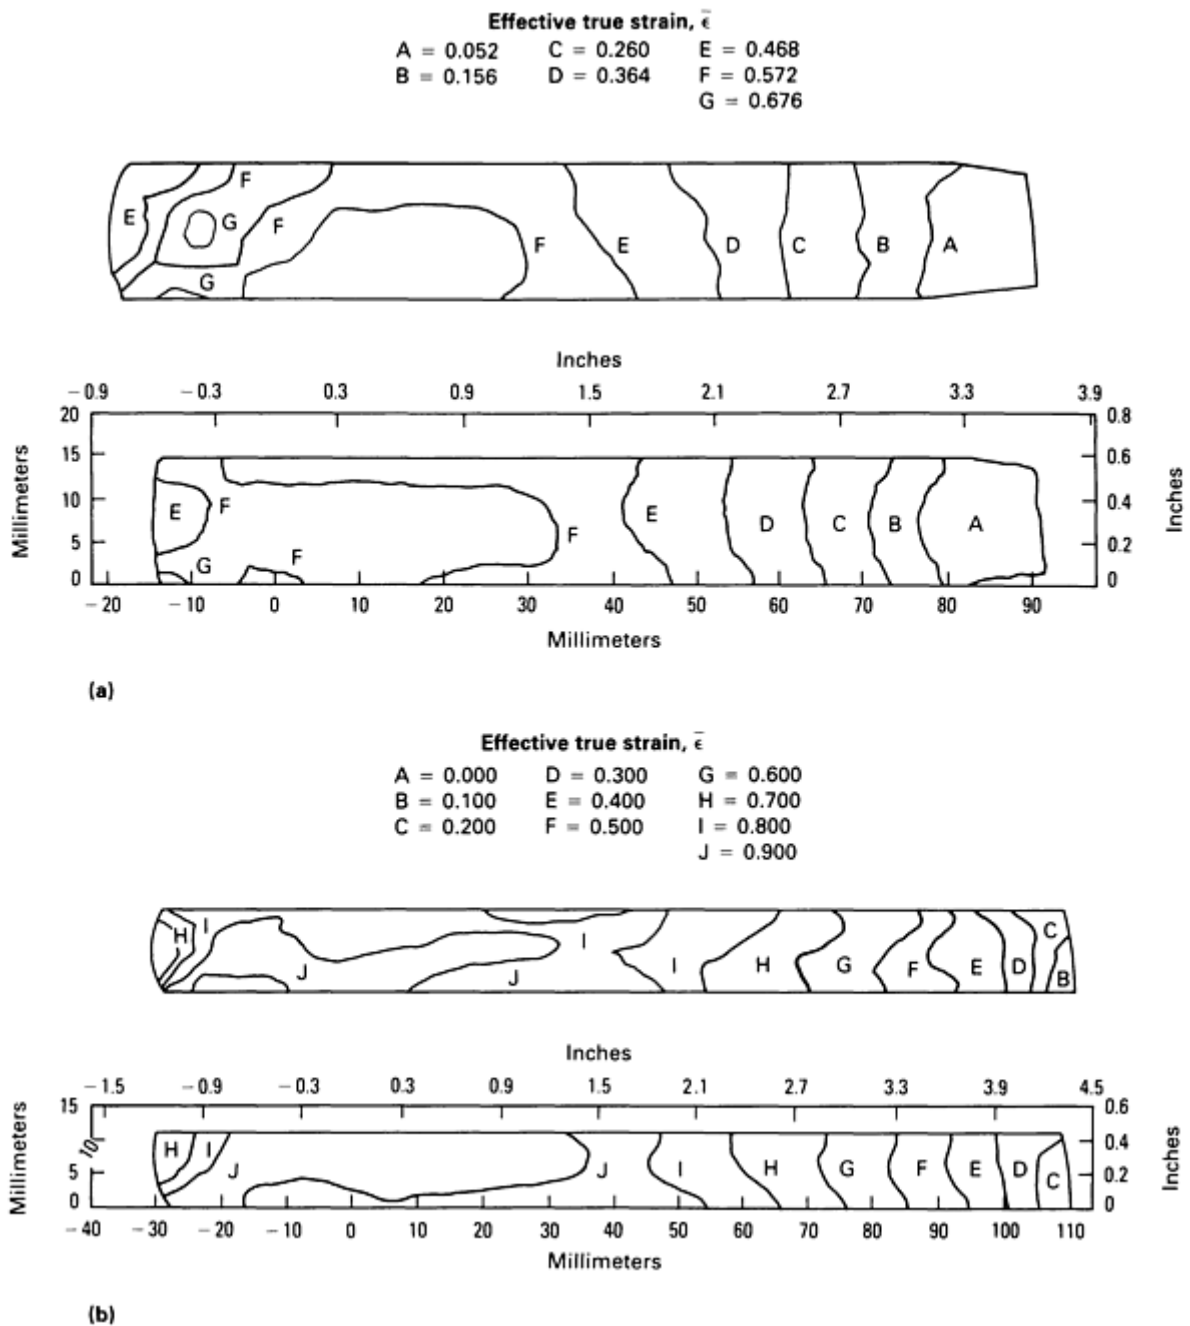 Effective true strain, ε̄
A = 0.052 C = 0.260 E = 0.468
B = 0.156 D = 0.364 F = 0.572
G = 0.676
F
E G F F E D C B A
G
Inches
−0.9 −0.3 0.3 0.9 1.5 2.1 2.7 3.3 3.9
20 0.8
15 0.6
10 0.4
5 0.2
0 0
Millimeters
Inches
E F F E D C B A
G F
−20 −10 0 10 20 30 40 50 60 70 80 90
Millimeters
(a)
Effective true strain, ε̄
A = 0.000 D = 0.300 G = 0.600
B = 0.100 E = 0.400 H = 0.700
C = 0.200 F = 0.500 I = 0.800
J = 0.900
H I I C
J J I H G F E D B
Inches
−1.5 −0.9 −0.3 0.3 0.9 1.5 2.1 2.7 3.3 3.9 4.5
15 0.6
10 0.4
5 0.2
0 0
Millimeters
Inches
H I J J I H G F E D C
−40 −30 −20 −10 0 10 20 30 40 50 60 70 80 90 100 110
Millimeters
(b)